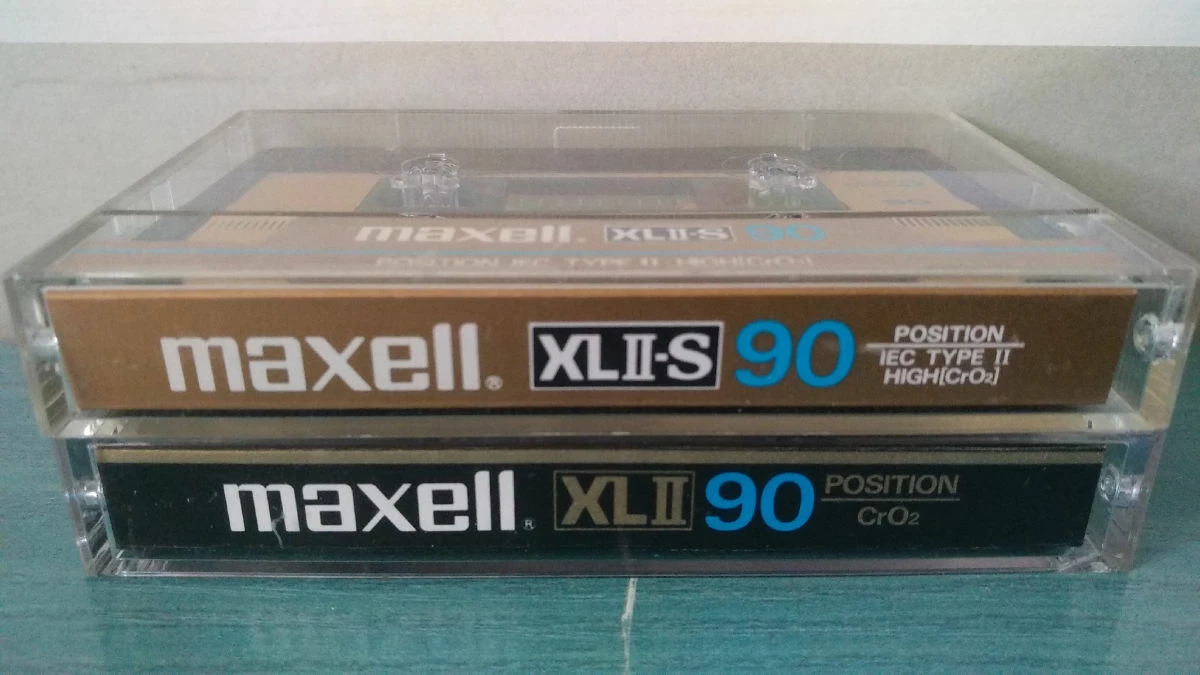 maxell. XLII-S 90
POSITION IEC TYPE II HIGH[CrO₂]
maxell® XLII-S 90 POSITION
IEC TYPE II
HIGH[CrO₂]
maxell® XLII 90 POSITION
CrO₂